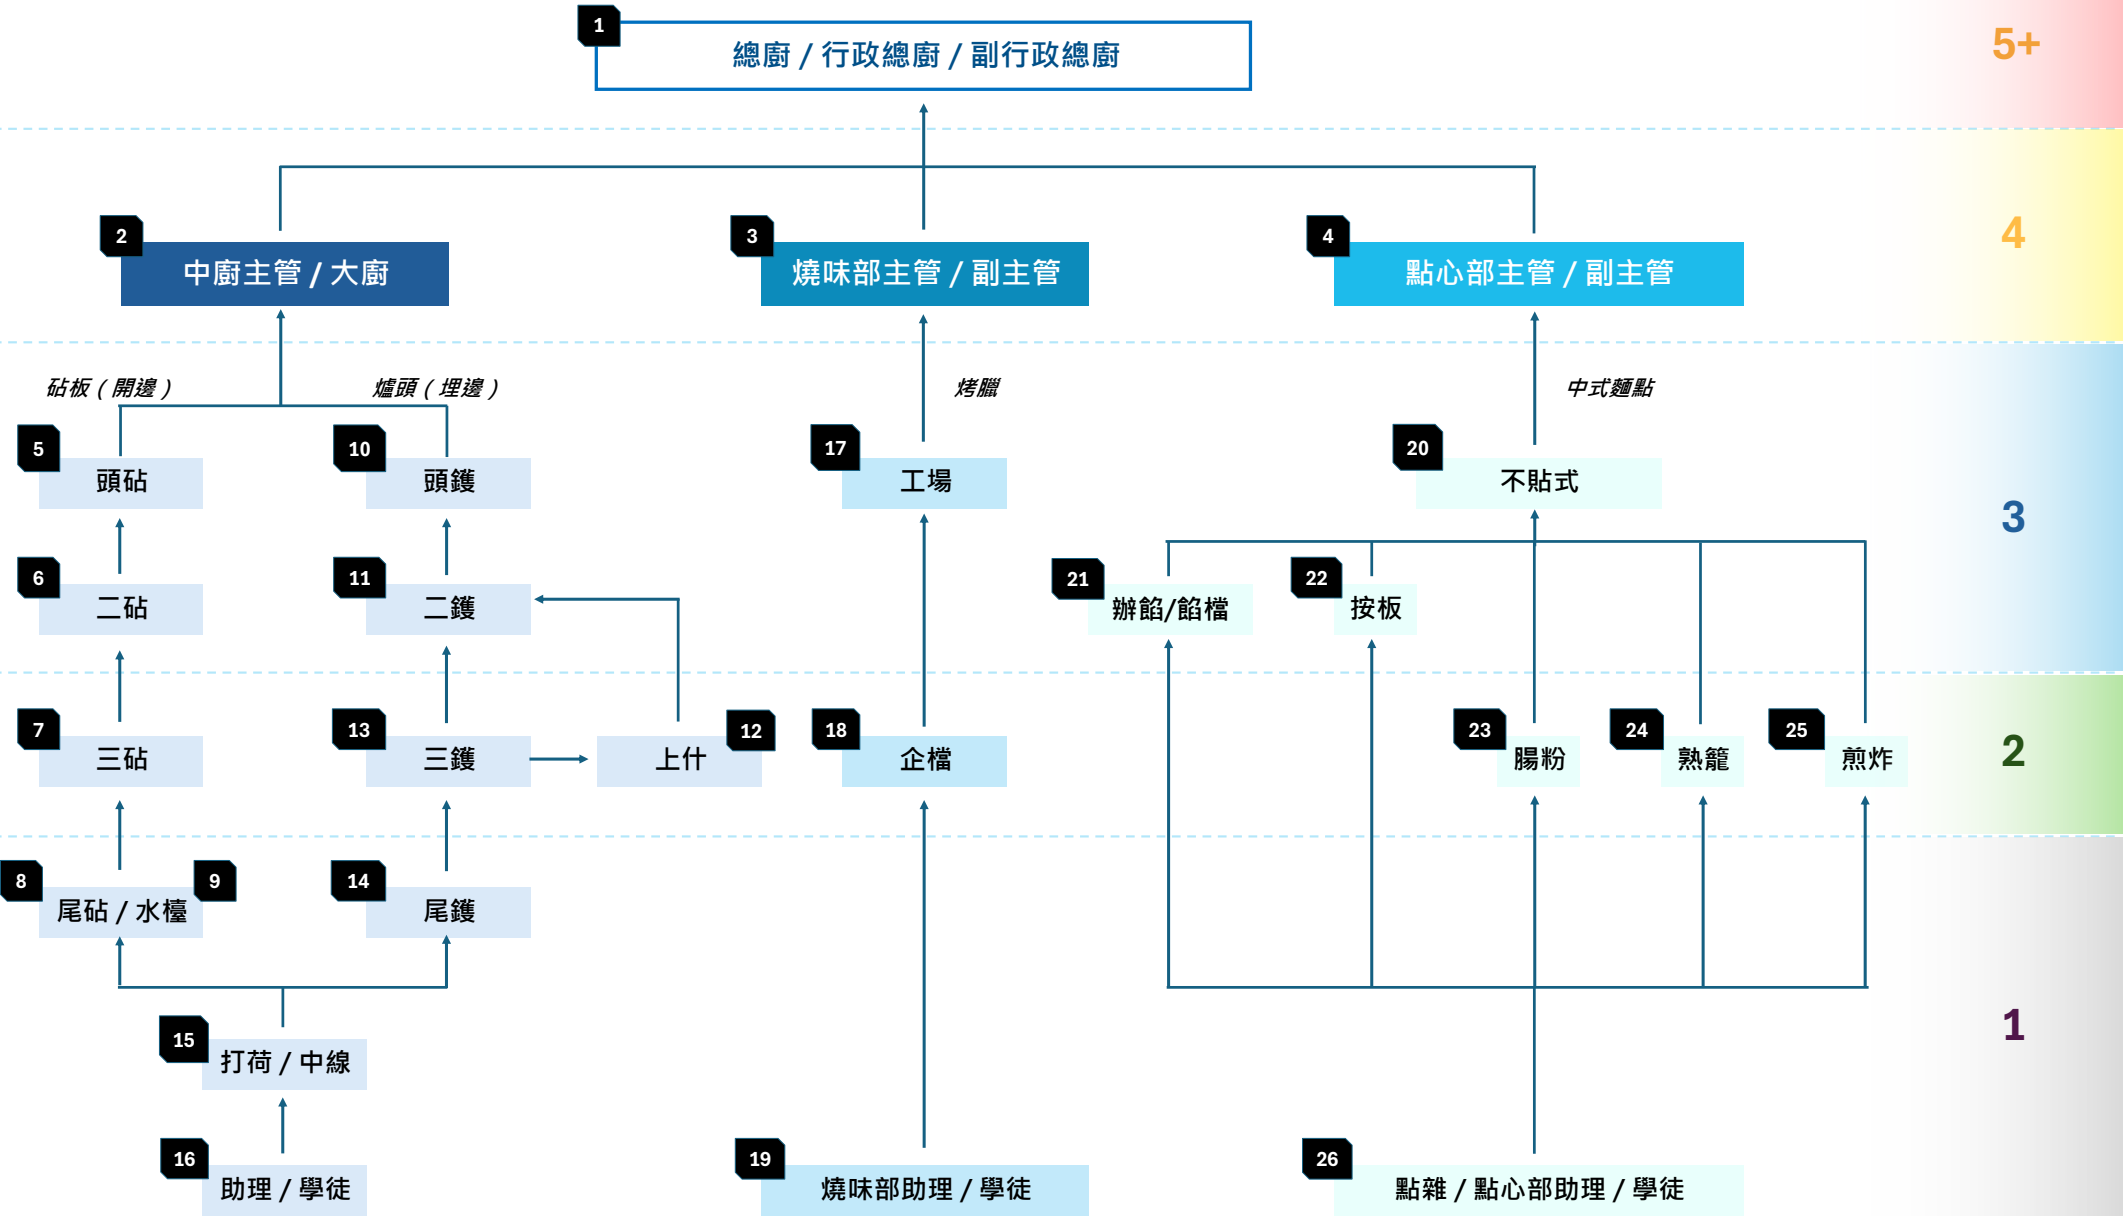 1
總廚 / 行政總廚 / 副行政總廚
5+
2
中廚主管 / 大廚
3
燒味部主管 / 副主管
4
點心部主管 / 副主管
4
砧板 ( 開邊 )
爐頭 ( 埋邊 )
烤臘
中式麵點
5
頭砧
10
頭鑊
17
工場
20
不貼式
3
6
二砧
11
二鑊
21
辦餡/餡檔
22
按板
7
三砧
13
三鑊
12
上什
18
企檔
23
腸粉
24
熟籠
25
煎炸
2
8
尾砧 / 水檯
9
14
尾鑊
1
15
打荷 / 中線
16
助理 / 學徒
19
燒味部助理 / 學徒
26
點雜 / 點心部助理 / 學徒